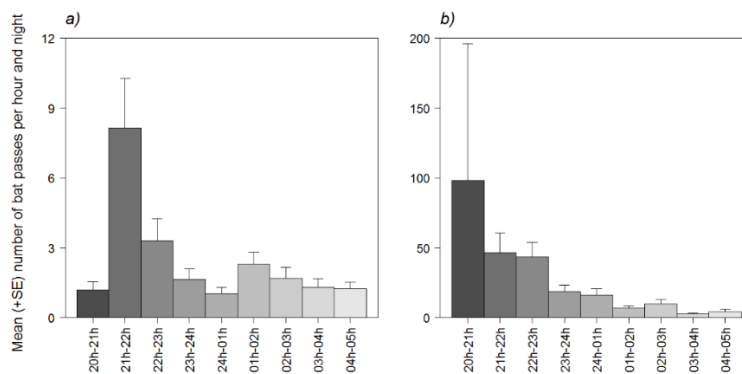 a)
b)
Mean (+SE) number of bat passes per hour and night
12
9
6
3
0
20h-21h
21h-22h
22h-23h
23h-24h
24h-01h
01h-02h
02h-03h
03h-04h
04h-05h
200
150
100
50
0
20h-21h
21h-22h
22h-23h
23h-24h
24h-01h
01h-02h
02h-03h
03h-04h
04h-05h